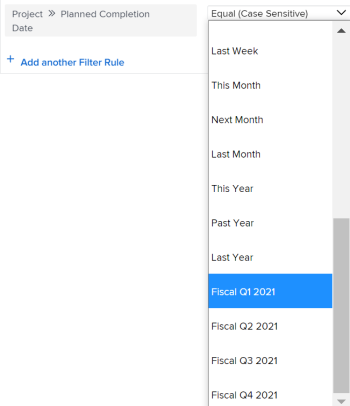 Project » Planned Completion
Date
Equal (Case Sensitive)
+ Add another Filter Rule
Last Week
This Month
Next Month
Last Month
This Year
Past Year
Last Year
Fiscal Q1 2021
Fiscal Q2 2021
Fiscal Q3 2021
Fiscal Q4 2021